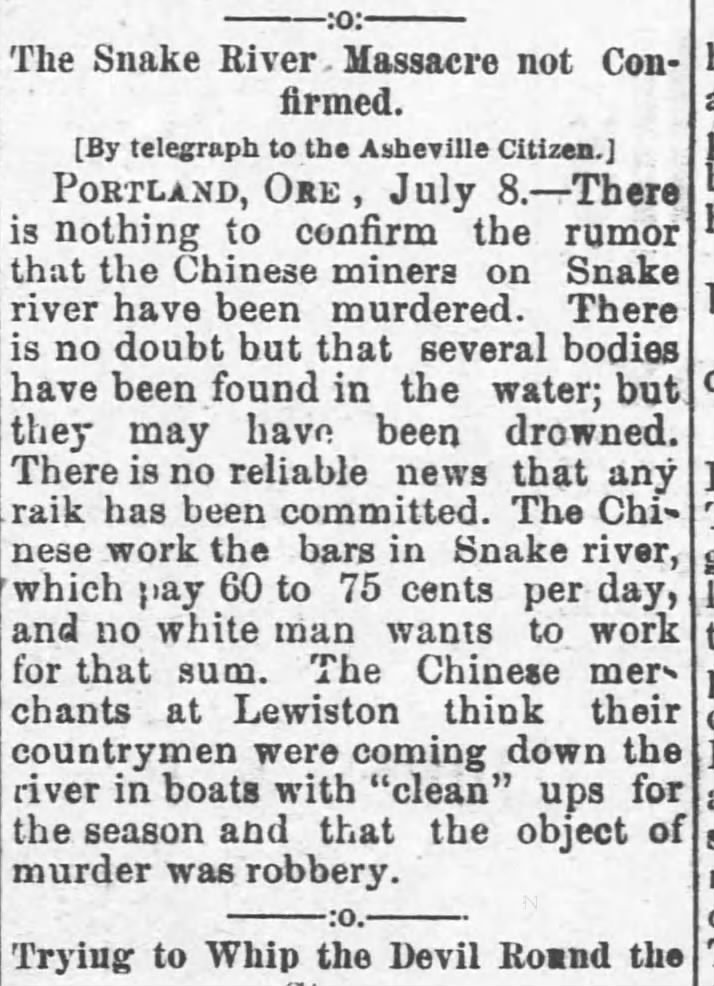 :o:
The Snake River Massacre not Con-
firmed.
[By telegraph to the Asheville Citizen.]
PORTLAND, ORE , July 8.—There
is nothing to confirm the rumor
that the Chinese miners on Snake
river have been murdered. There
is no doubt but that several bodies
have been found in the water; but
they may have been drowned.
There is no reliable news that any
raik has been committed. The Chi-
nese work the bars in Snake river,
which pay 60 to 75 cents per day,
and no white man wants to work
for that sum. The Chinese mer-
chants at Lewiston think their
countrymen were coming down the
river in boats with “clean” ups for
the season and that the object of
murder was robbery.
:o.
Trying to Whip the Devil Round the